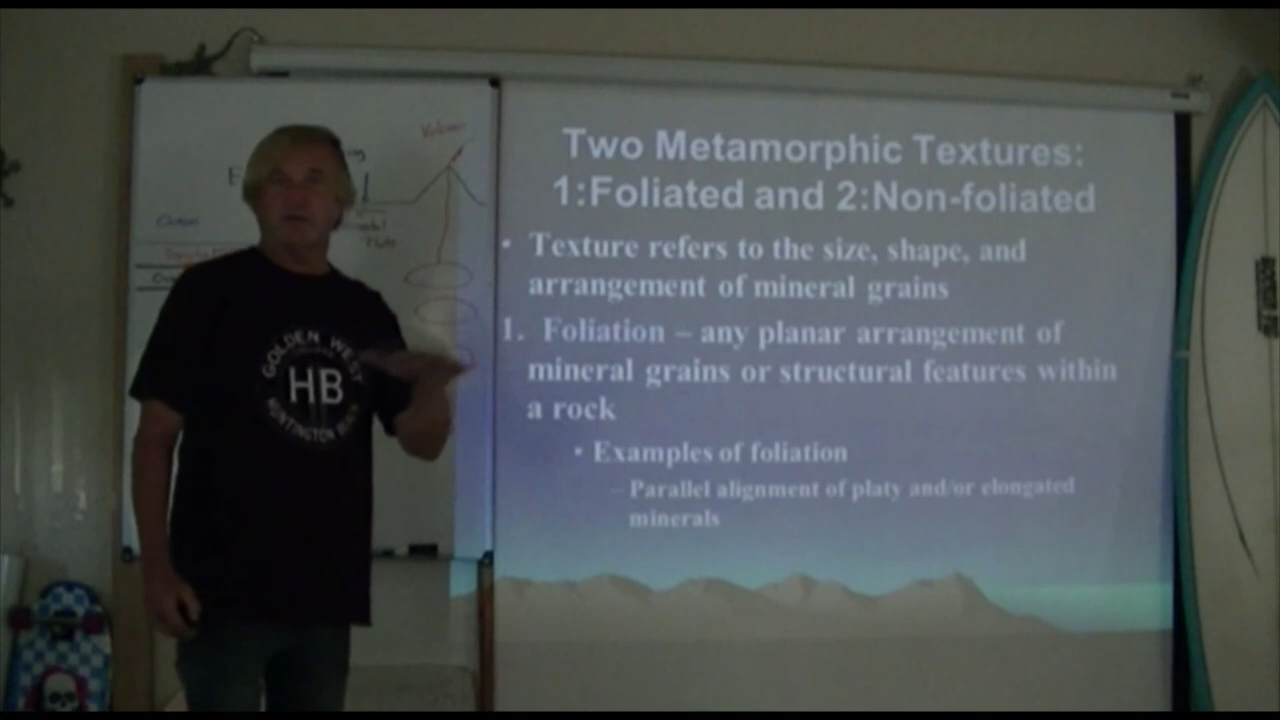 Two Metamorphic Textures:
1:Foliated and 2:Non-foliated
• Texture refers to the size, shape, and
arrangement of mineral grains
1. Foliation – any planar arrangement of
mineral grains or structural features within
a rock
• Examples of foliation
– Parallel alignment of platy and/or elongated
minerals
GOLDEN WEST
HB
HUNTINGTON BEACH
Plate